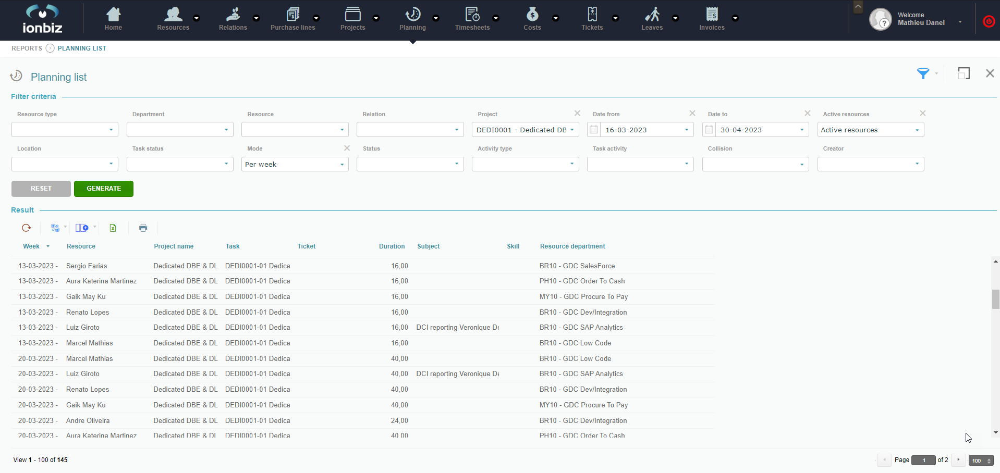 ionbiz
Home
Resources
Relations
Purchase lines
Projects
Planning
Timesheets
Costs
Tickets
Leaves
Invoices
Welcome
Mathieu Danel
REPORTS PLANNING LIST
Planning list
Filter criteria
Resource type Department Resource Relation Project Date from Date to Active resources
DEDI0001 - Dedicated DB 16-03-2023 30-04-2023 Active resources
Location Task status Mode Status Activity type Task activity Collision Creator
Per week
RESET GENERATE
Result
Week Resource Project name Task Ticket Duration Subject Skill Resource department
13-03-2023 - Sergio Farias Dedicated DBE & DL DEDI0001-01 Dedica 16,00 BR10 - GDC SalesForce
13-03-2023 - Aura Katerina Martinez Dedicated DBE & DL DEDI0001-01 Dedica 16,00 PH10 - GDC Order To Cash
13-03-2023 - Gaik May Ku Dedicated DBE & DL DEDI0001-01 Dedica 16,00 MY10 - GDC Procure To Pay
13-03-2023 - Renato Lopes Dedicated DBE & DL DEDI0001-01 Dedica 16,00 BR10 - GDC Dev/Integration
13-03-2023 - Luiz Giroto Dedicated DBE & DL DEDI0001-01 Dedica 16,00 DCI reporting Veronique De BR10 - GDC SAP Analytics
13-03-2023 - Marcel Mathias Dedicated DBE & DL DEDI0001-01 Dedica 16,00 BR10 - GDC Low Code
20-03-2023 - Marcel Mathias Dedicated DBE & DL DEDI0001-01 Dedica 40,00 BR10 - GDC Low Code
20-03-2023 - Luiz Giroto Dedicated DBE & DL DEDI0001-01 Dedica 40,00 DCI reporting Veronique De BR10 - GDC SAP Analytics
20-03-2023 - Renato Lopes Dedicated DBE & DL DEDI0001-01 Dedica 40,00 BR10 - GDC Dev/Integration
20-03-2023 - Gaik May Ku Dedicated DBE & DL DEDI0001-01 Dedica 40,00 MY10 - GDC Procure To Pay
20-03-2023 - Andre Oliveira Dedicated DBE & DL DEDI0001-01 Dedica 24,00 BR10 - GDC Dev/Integration
20-03-2023 - Aura Katerina Martinez Dedicated DBE & DL DEDI0001-01 Dedica 40,00 PH10 - GDC Order To Cash
View 1 - 100 of 145 Page 1 of 2 100